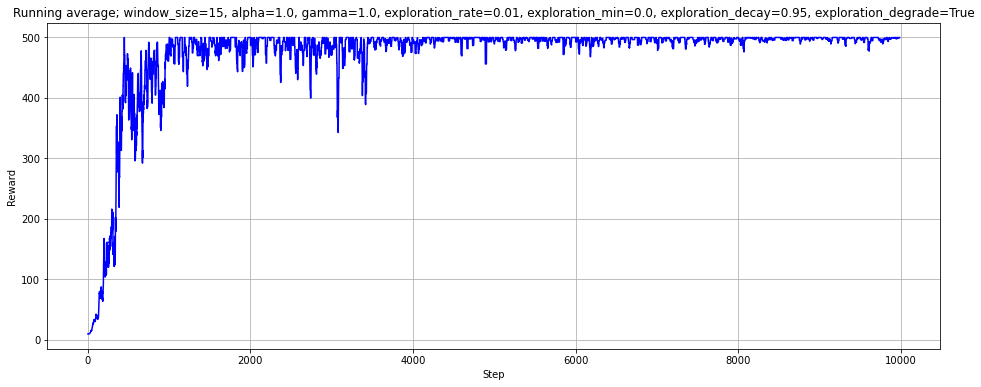 Running average; window_size=15, alpha=1.0, gamma=1.0, exploration_rate=0.01, exploration_min=0.0, exploration_decay=0.95, exploration_degrade=True
500
400
300
200
100
0
Reward
0 2000 4000 6000 8000 10000
Step